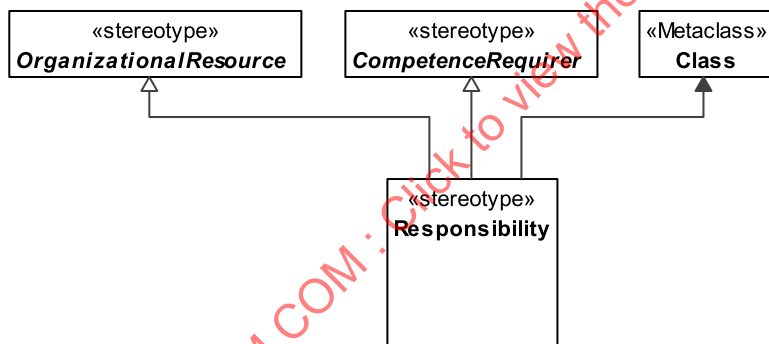 «stereotype»
OrganizationalResource
«stereotype»
CompetenceRequirer
«Metaclass»
Class
«stereotype»
Responsibility
COM : Click to view the